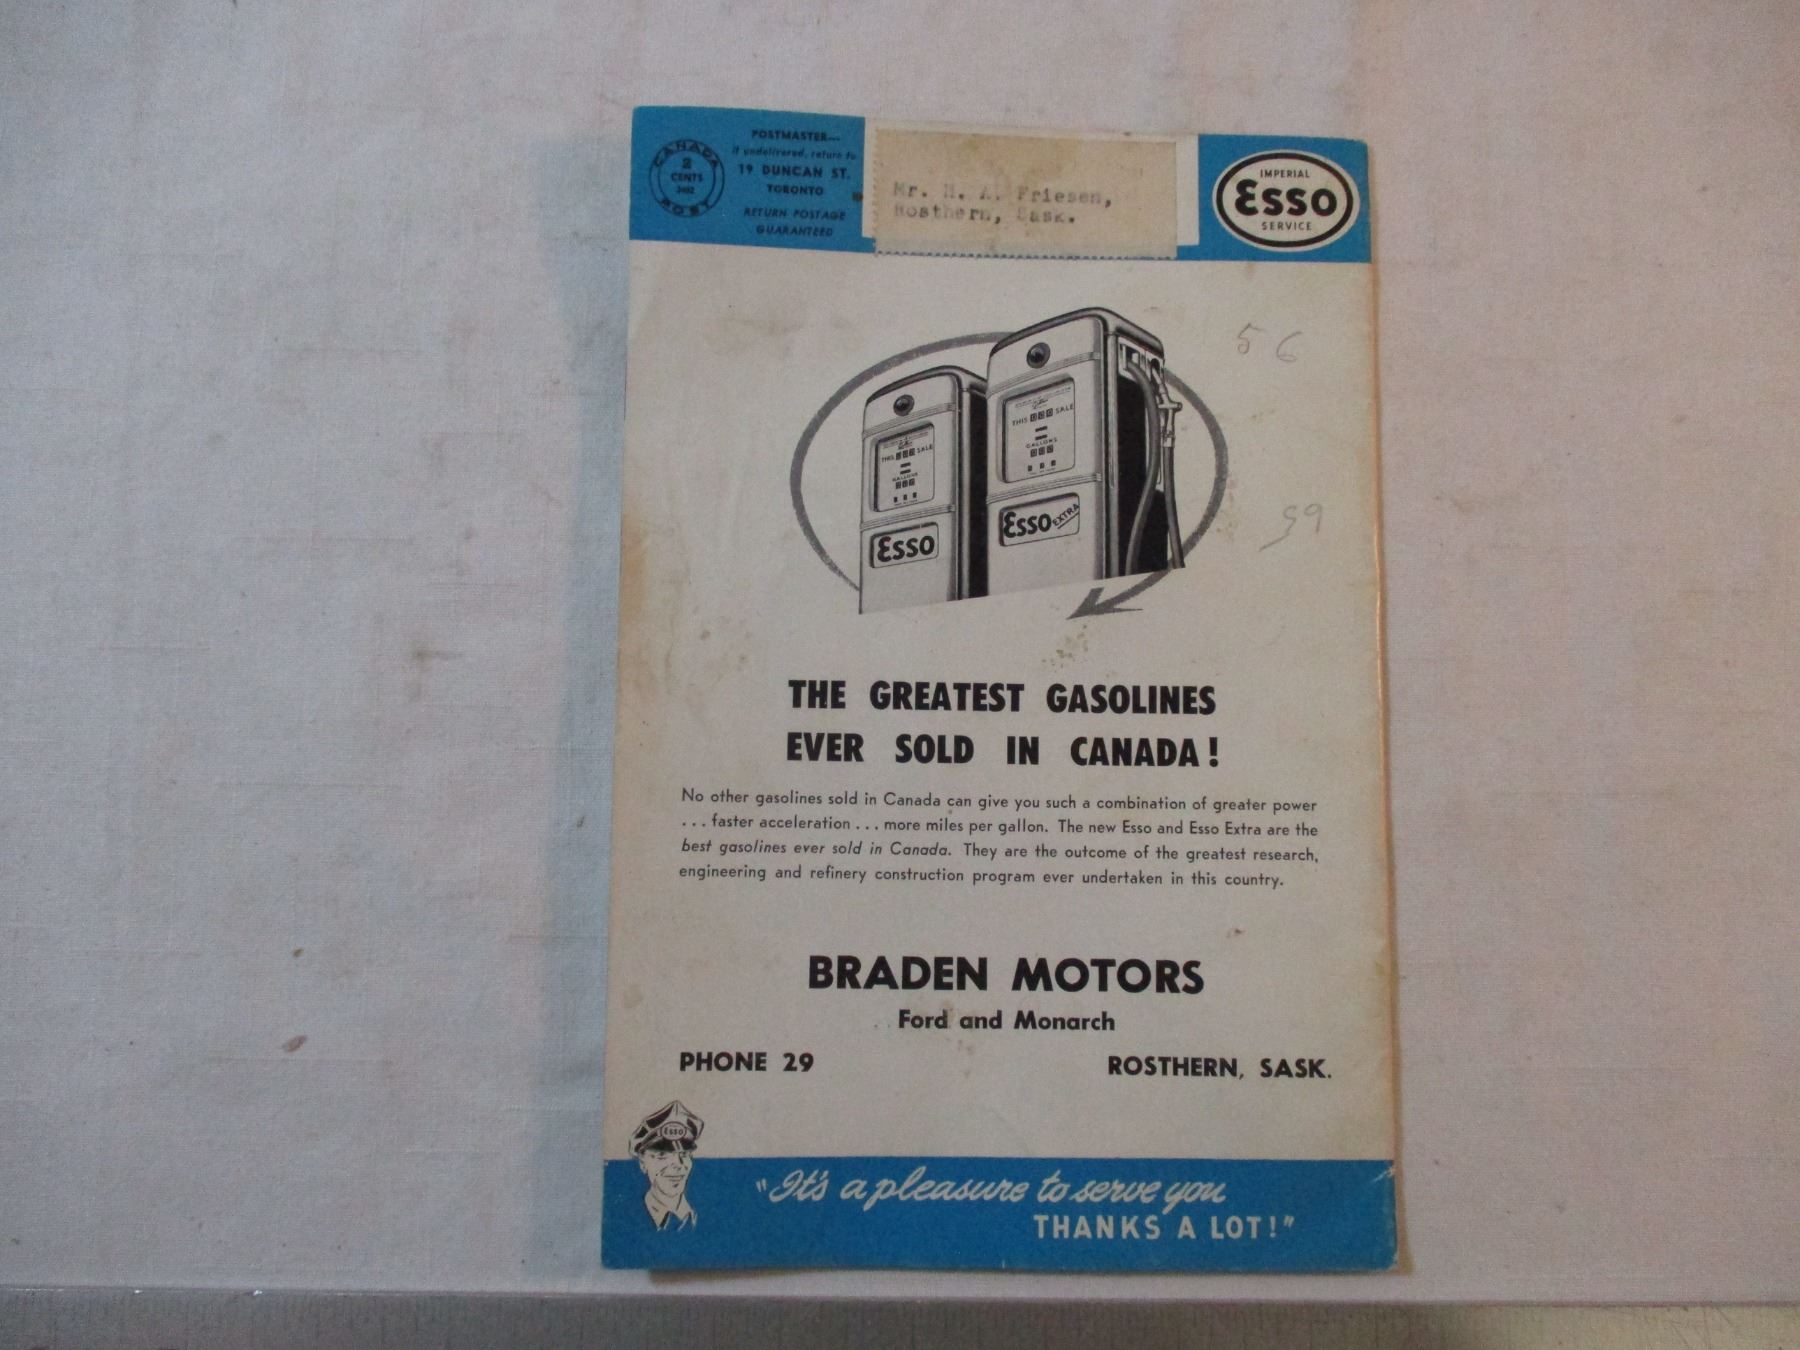 CANADA
2
CENTS
POST
POSTMASTER—
if undelivered, return to
19 DUNCAN ST.
TORONTO
RETURN POSTAGE
GUARANTEED
Mr. H. A. Friesen,
Rosthern, Sask.
IMPERIAL
Esso
SERVICE
56
THIS SALE
GALLONS
Esso
THIS 000 SALE
GALLONS
000
Esso EXTRA
59
THE GREATEST GASOLINES
EVER SOLD IN CANADA!
No other gasolines sold in Canada can give you such a combination of greater power
... faster acceleration ... more miles per gallon. The new Esso and Esso Extra are the
best gasolines ever sold in Canada. They are the outcome of the greatest research,
engineering and refinery construction program ever undertaken in this country.
BRADEN MOTORS
Ford and Monarch
PHONE 29
ROSTHERN, SASK.
Esso
"It's a pleasure to serve you
THANKS A LOT!"